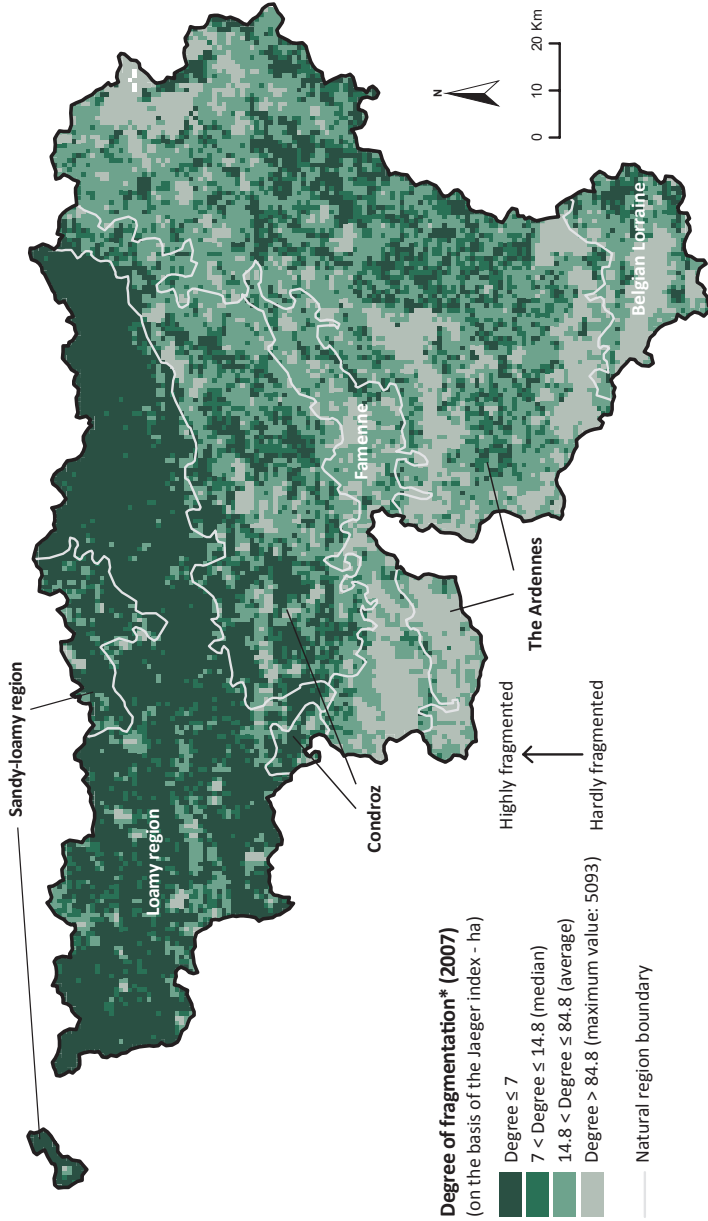 Sandy-loamy region
Loamy region
Condroz
Famenne
The Ardennes
Belgian Lorraine
N
0 10 20 Km
Degree of fragmentation* (2007)
(on the basis of the Jaeger index - ha)
Degree ≤ 7
7 < Degree ≤ 14.8 (median)
14.8 < Degree ≤ 84.8 (average)
Degree > 84.8 (maximum value: 5093)
Natural region boundary
Highly fragmented
Hardly fragmented